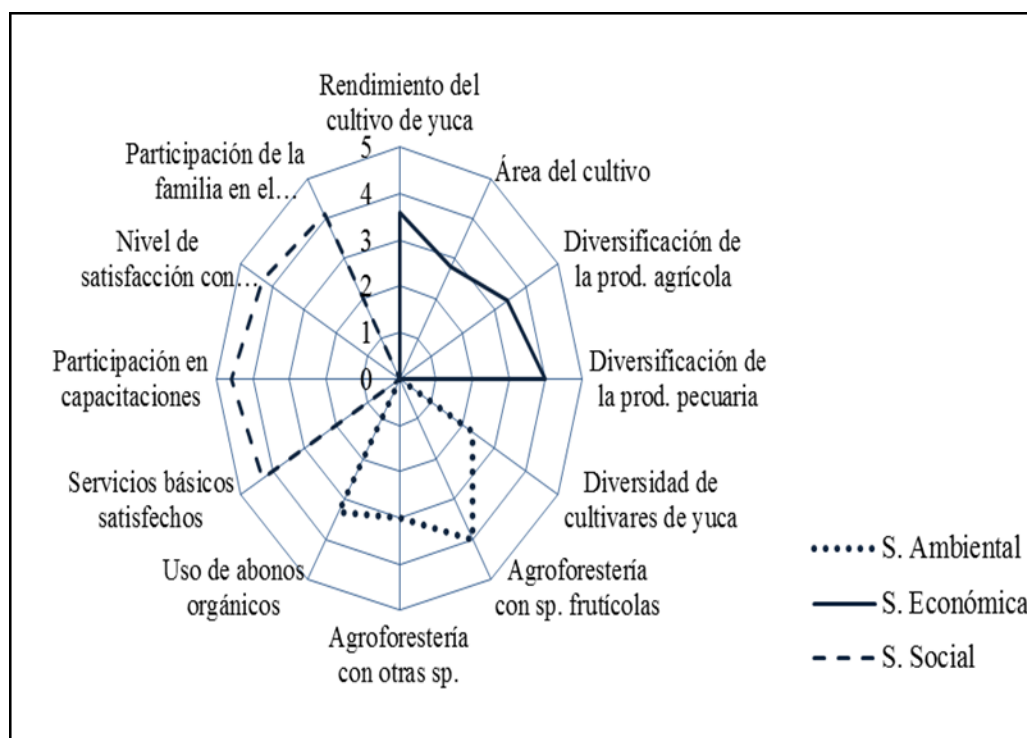 Rendimiento del
cultivo de yuca
Área del cultivo
Diversificación de
la prod. agrícola
Diversificación de
la prod. pecuaria
Diversidad de
cultivares de yuca
Agroforestería
con sp. frutícolas
Agroforestería
con otras sp.
Uso de abonos
orgánicos
Servicios básicos
satisfechos
Participación en
capacitaciones
Nivel de
satisfacción con...
Participación de la
familia en el...
5
4
3
2
1
0
S. Ambiental
S. Económica
S. Social